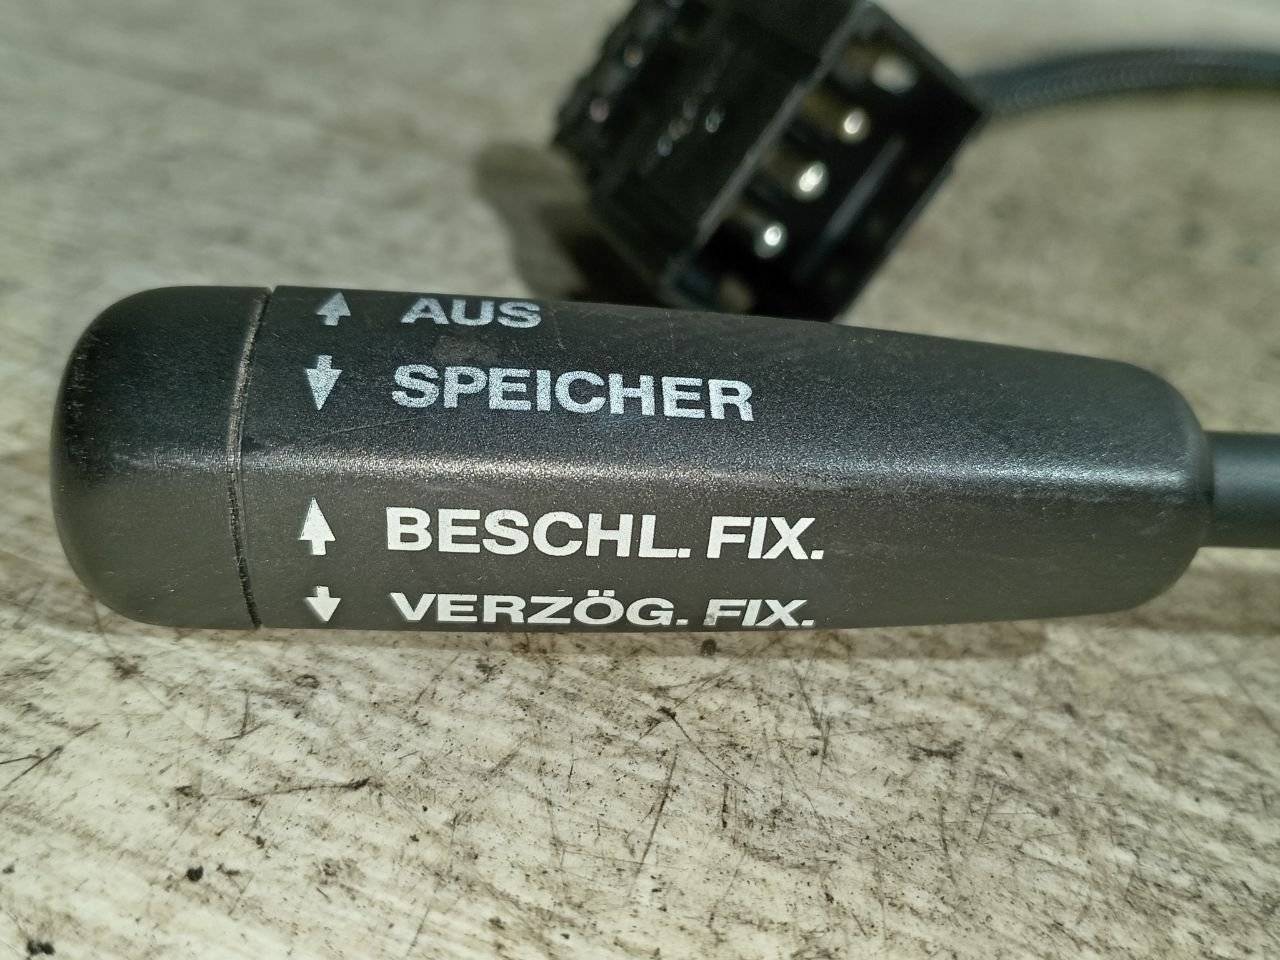 ↑ AUS
↓ SPEICHER
↑ BESCHL. FIX.
↓ VERZÖG. FIX.